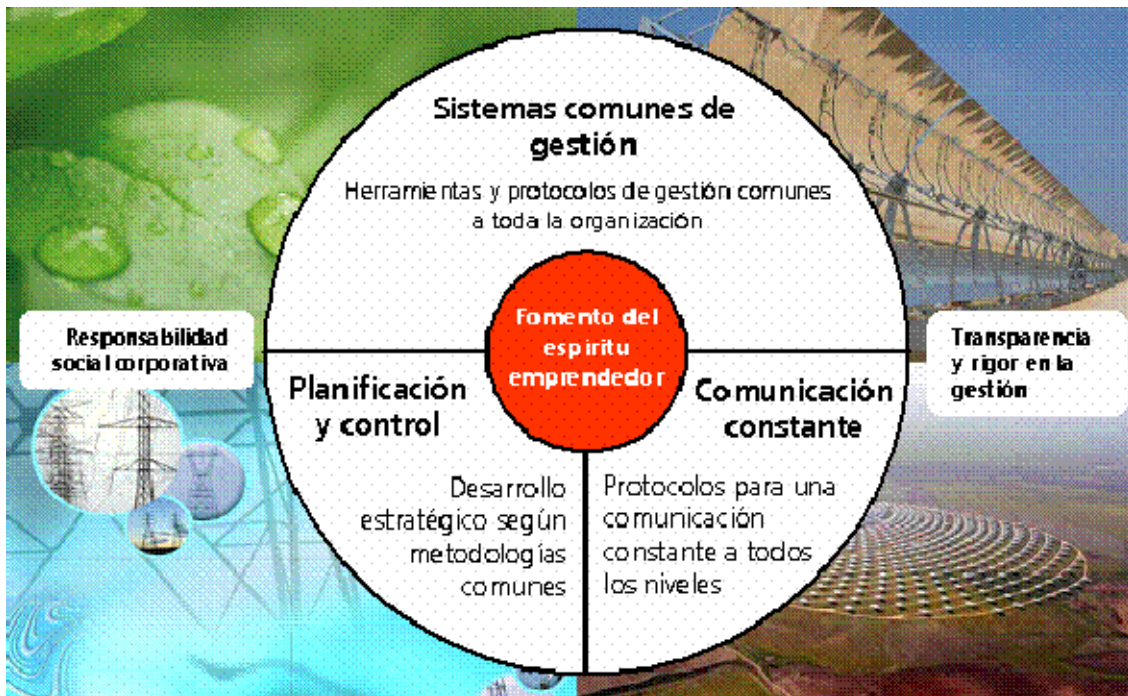 Sistemas comunes de
gestión
Herramientas y protocolos de gestión comunes
a toda la organización
Fomento del
espíritu
emprendedor
Responsabilidad
social corporativa
Transparencia
y rigor en la
gestión
Planificación
y control
Desarrollo
estratégico según
metodologías
comunes
Comunicación
constante
Protocolos para una
comunicación
constante a todos
los niveles